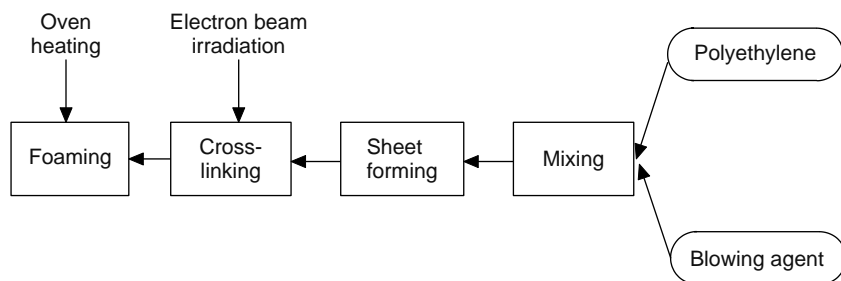 Oven
heating
Electron beam
irradiation
Polyethylene
Foaming
Cross-
linking
Sheet
forming
Mixing
Blowing agent